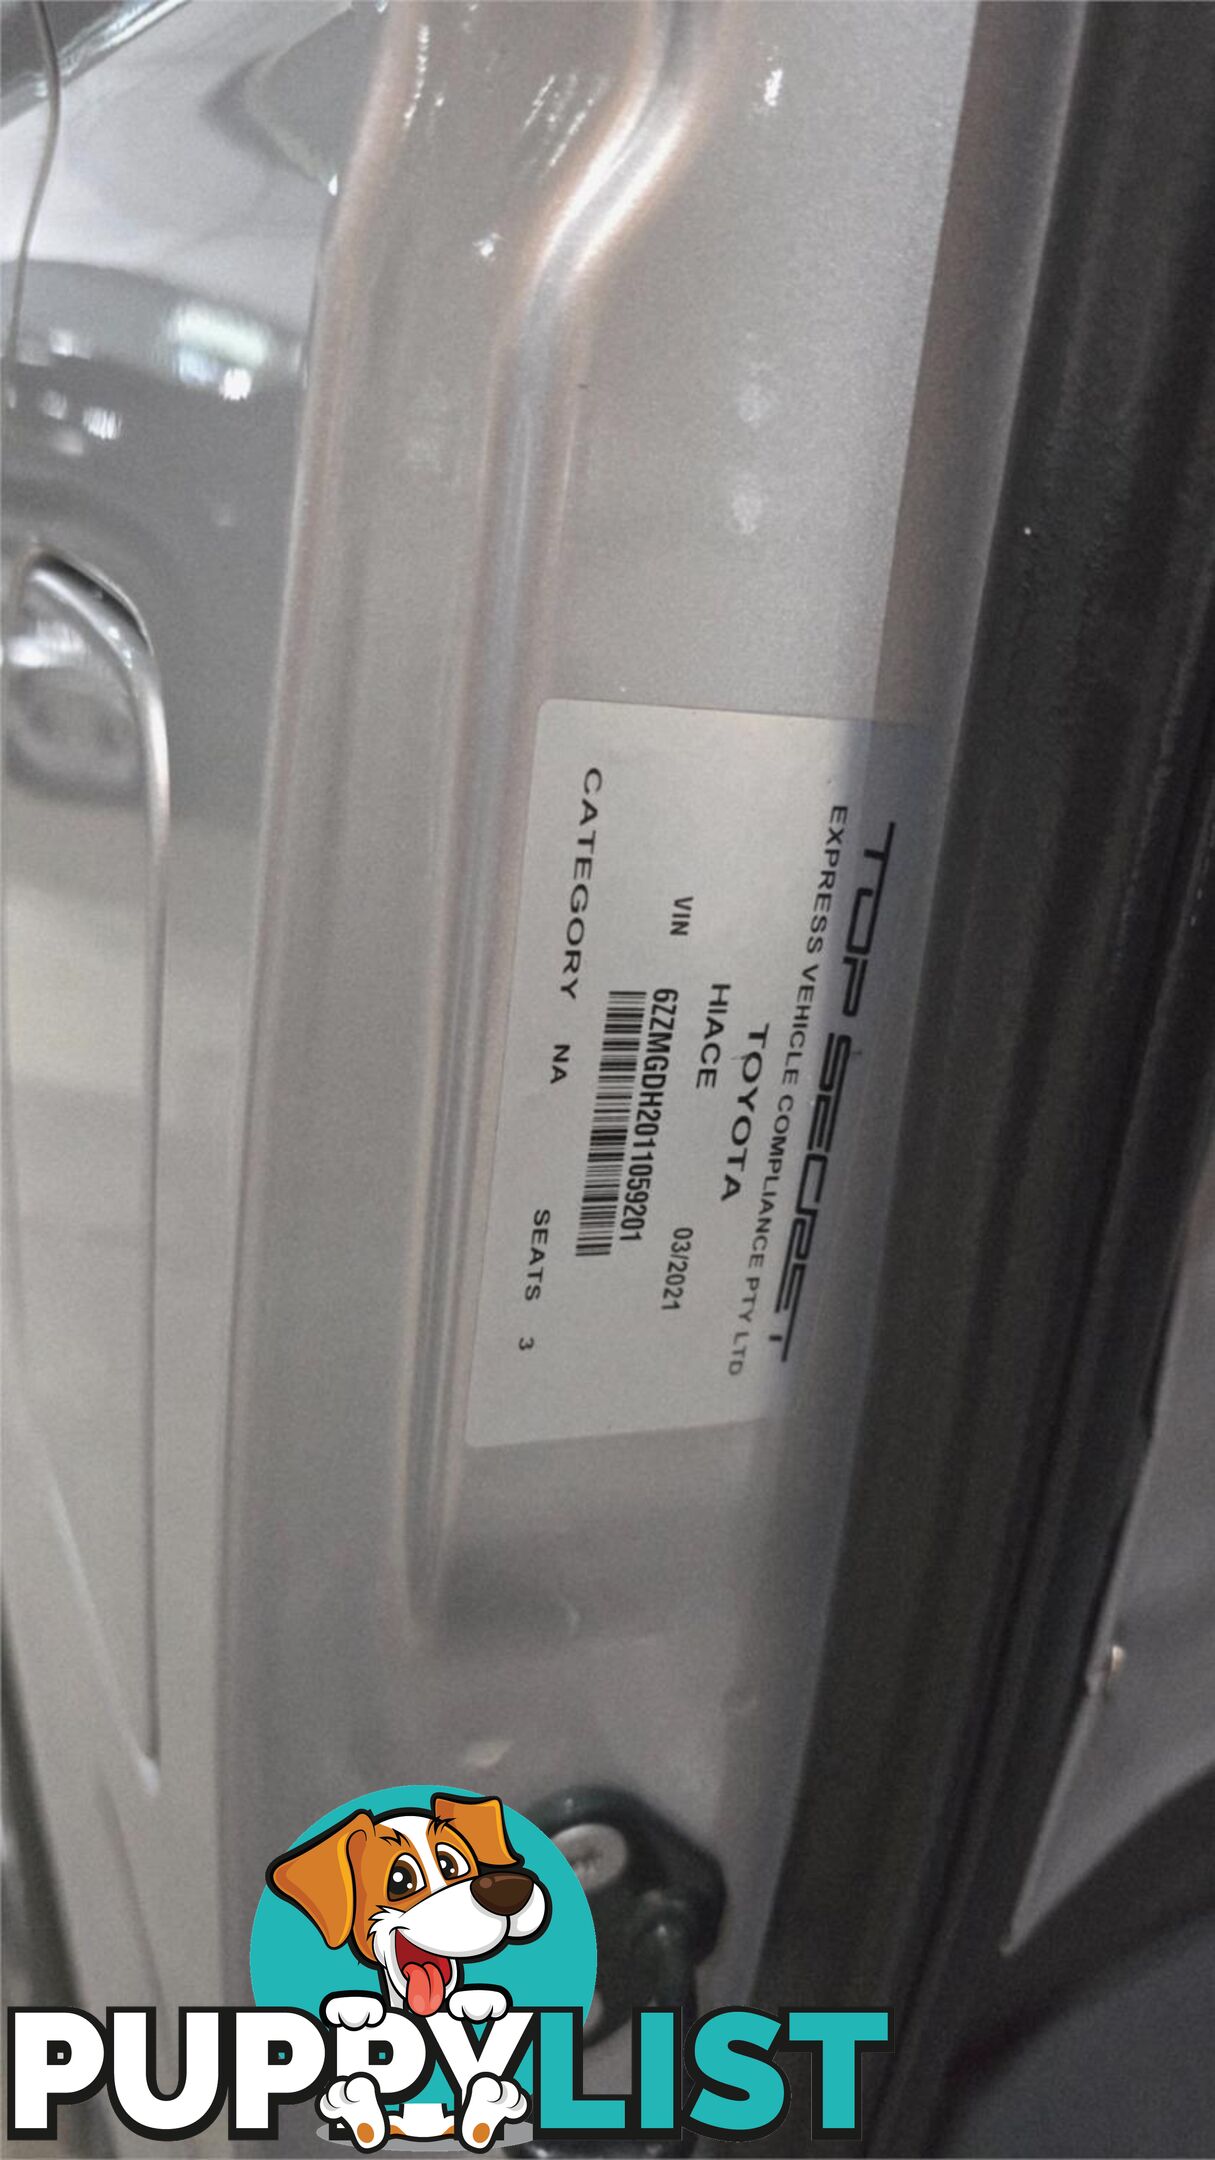 TOP SECRET
EXPRESS VEHICLE COMPLIANCE PTY LTD
TOYOTA
HIACE
VIN 6ZZMGDH2011059201 03/2021
CATEGORY NA SEATS 3
PUPPYLIST